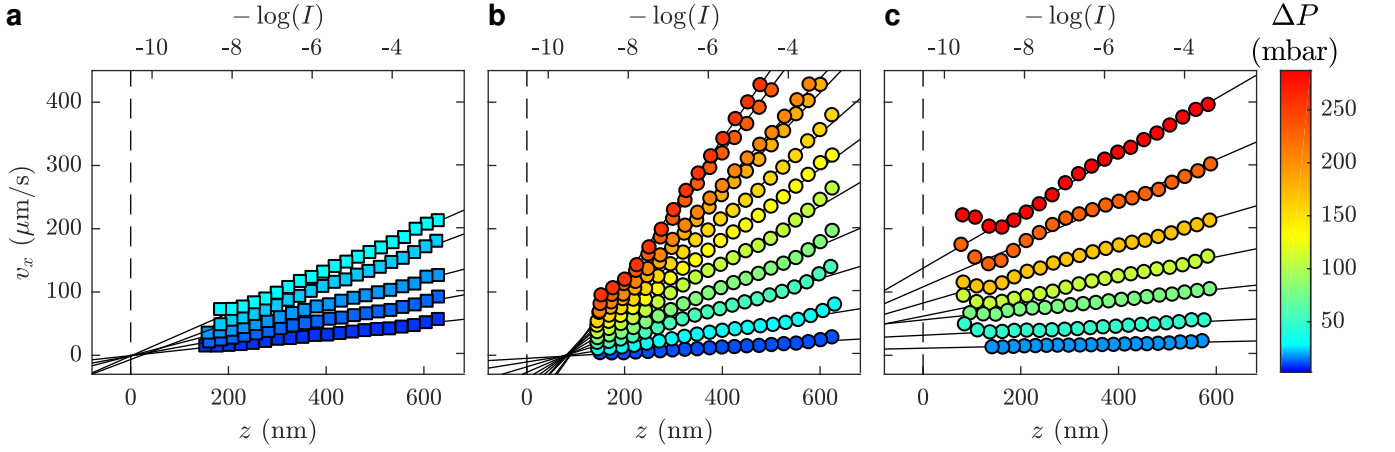 a
− log(I)
-10 -8 -6 -4
b
− log(I)
-10 -8 -6 -4
c
− log(I)
-10 -8 -6 -4
ΔP
(mbar)
v_x (μm/s)
400
300
200
100
0
0 200 400 600
z (nm)
0 200 400 600
z (nm)
0 200 400 600
z (nm)
250
200
150
100
50